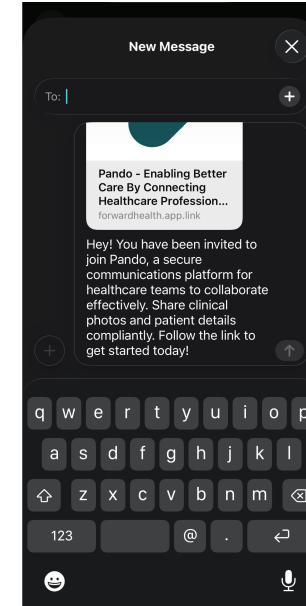 New Message
To:
Pando - Enabling Better
Care By Connecting
Healthcare Profession...
forwardhealth.app.link
Hey! You have been invited to
join Pando, a secure
communications platform for
healthcare teams to collaborate
effectively. Share clinical
photos and patient details
compliantly. Follow the link to
get started today!
q w e r t y u i o p
a s d f g h j k l
z x c v b n m
123 @ .